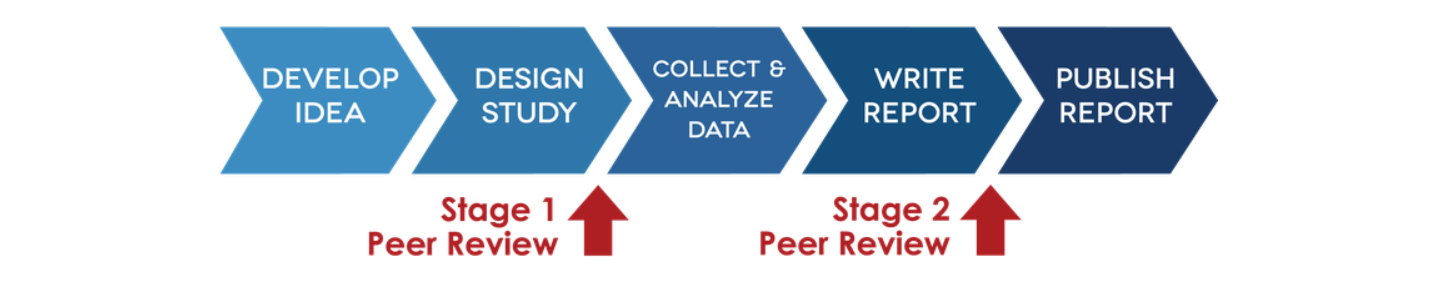 DEVELOP
IDEA
DESIGN
STUDY
COLLECT &
ANALYZE
DATA
WRITE
REPORT
PUBLISH
REPORT
Stage 1
Peer Review
Stage 2
Peer Review